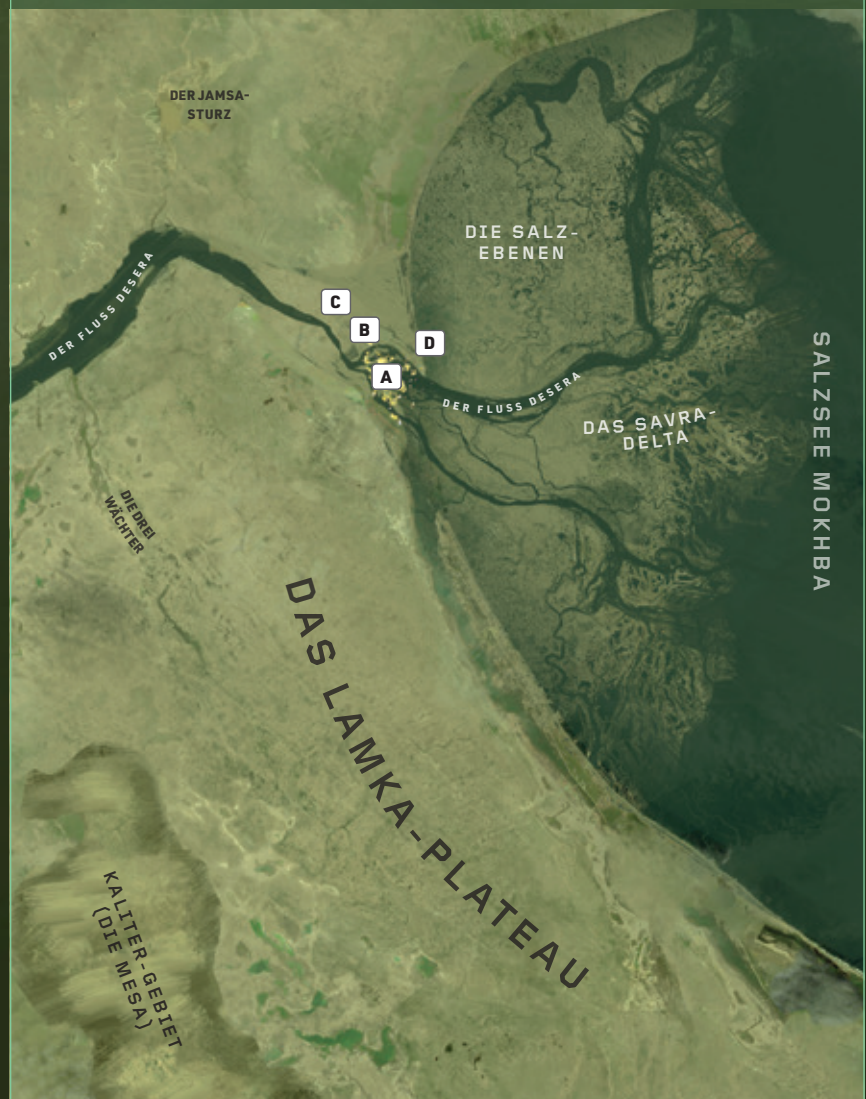 DER JAMSA-
STURZ
DIE SALZ-
EBENEN
DER FLUSS DESERA
C
B
D
A
DER FLUSS DESERA
DAS SAVRA-
DELTA
SALZSEE MOKHBA
DIE DREI
WÄCHTER
DAS LAMKA-PLATEAU
KALITER-GEBIET
(DIE MESA)